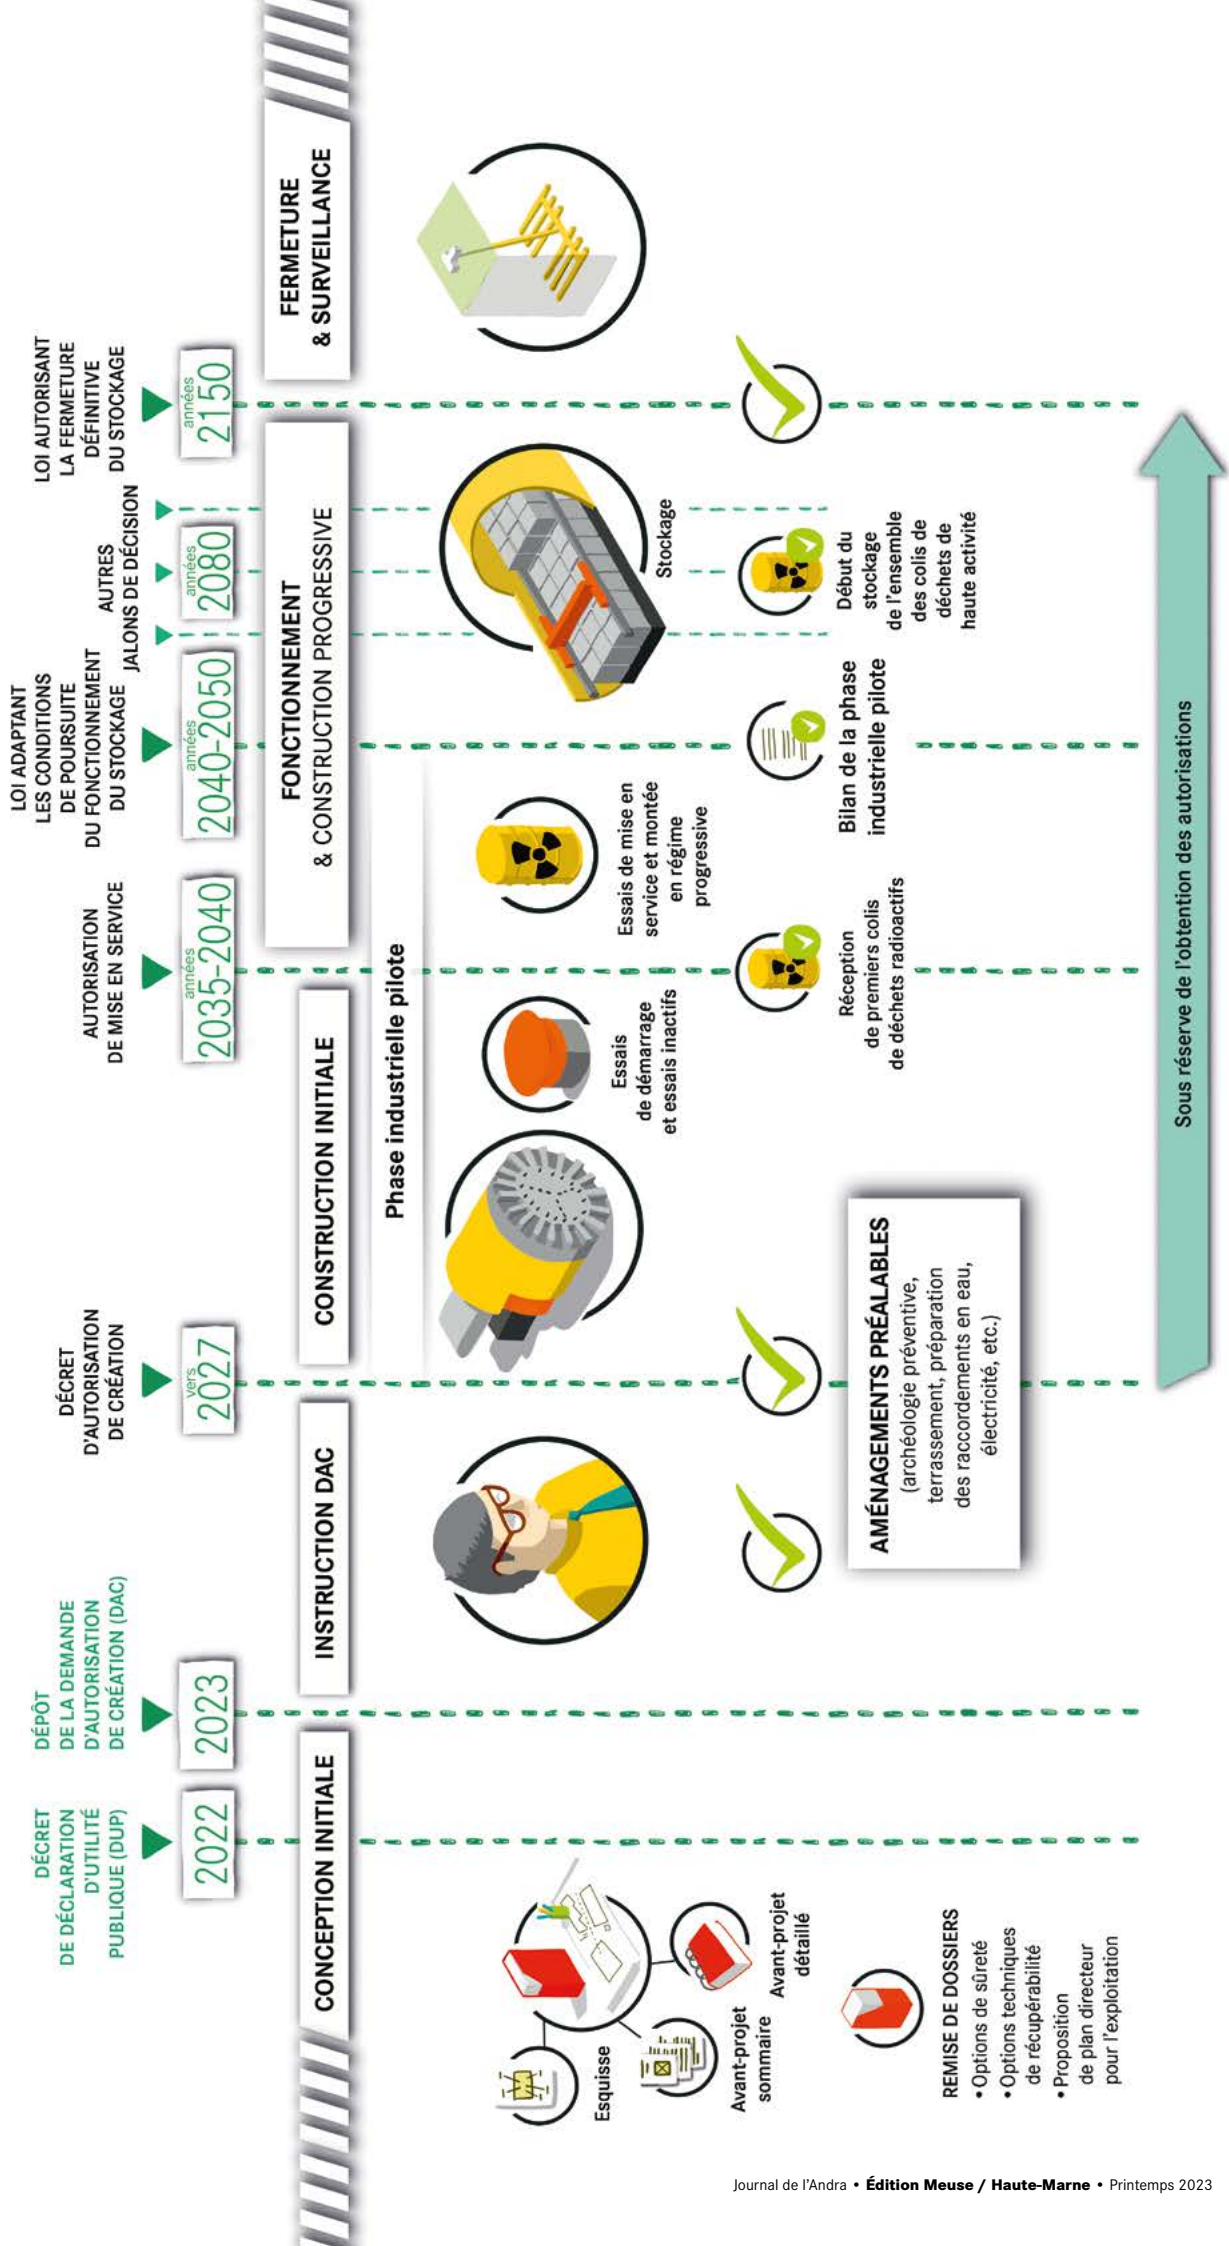 DÉCRET
DE DÉCLARATION
D'UTILITÉ
PUBLIQUE (DUP)
2022
DÉPÔT
DE LA DEMANDE
D'AUTORISATION
DE CRÉATION (DAC)
2023
DÉCRET
D'AUTORISATION
DE CRÉATION
vers
2027
AUTORISATION
DE MISE EN SERVICE
années
2035-2040
LOI ADAPTANT
LES CONDITIONS
DE POURSUITE
DU FONCTIONNEMENT
DU STOCKAGE
années
2040-2050
AUTRES
JALONS DE DÉCISION
années
2080
LOI AUTORISANT
LA FERMETURE
DÉFINITIVE
DU STOCKAGE
années
2150
CONCEPTION INITIALE
INSTRUCTION DAC
CONSTRUCTION INITIALE
FONCTIONNEMENT
& CONSTRUCTION PROGRESSIVE
FERMETURE
& SURVEILLANCE
Phase industrielle pilote
Esquisse
Avant-projet
sommaire
Avant-projet
détaillé
Essais
de démarrage
et essais inactifs
Essais de mise en
service et montée
en régime
progressive
Stockage
REMISE DE DOSSIERS
• Options de sûreté
• Options techniques
de récupérabilité
• Proposition
de plan directeur
pour l'exploitation
AMÉNAGEMENTS PRÉALABLES
(archéologie préventive,
terrassement, préparation
des raccordements en eau,
électricité, etc.)
Réception
de premiers colis
de déchets radioactifs
Bilan de la phase
industrielle pilote
Début du
stockage
de l'ensemble
des colis de
déchets de
haute activité
Sous réserve de l'obtention des autorisations
Journal de l'Andra • Édition Meuse / Haute-Marne • Printemps 2023